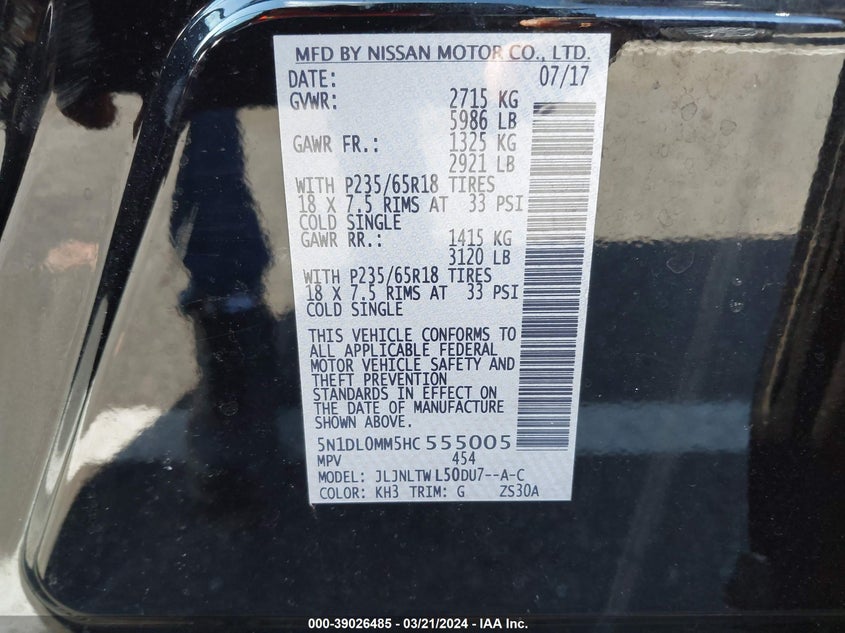 MFD BY NISSAN MOTOR CO., LTD.
DATE: 07/17
GVWR: 2715 KG
5986 LB
GAWR FR.: 1325 KG
2921 LB
WITH P235/65R18 TIRES
18 X 7.5 RIMS AT 33 PSI
COLD SINGLE
GAWR RR.: 1415 KG
3120 LB
WITH P235/65R18 TIRES
18 X 7.5 RIMS AT 33 PSI
COLD SINGLE
THIS VEHICLE CONFORMS TO
ALL APPLICABLE FEDERAL
MOTOR VEHICLE SAFETY AND
THEFT PREVENTION
STANDARDS IN EFFECT ON
THE DATE OF MANUFACTURE
SHOWN ABOVE.
5N1DL0MM5HC 555005
MPV 454
MODEL: JLJNLTW L50DU7--A-C
COLOR: KH3 TRIM: G ZS30A
000-39026485 - 03/21/2024 - IAA Inc.